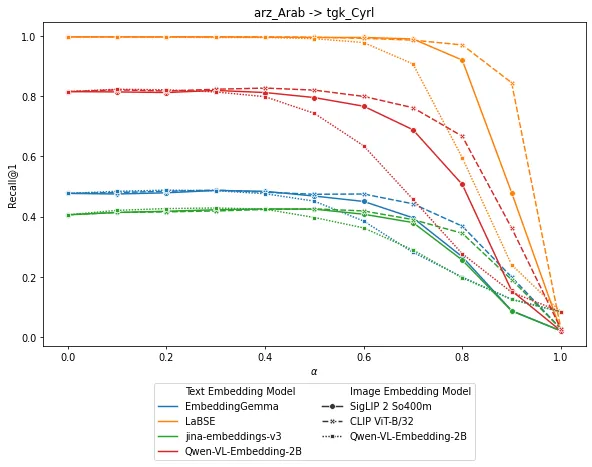 arz_Arab -> tgk_Cyrl
Recall@1
1.0
0.8
0.6
0.4
0.2
0.0
0.0 0.2 0.4 0.6 0.8 1.0
α
Text Embedding Model
EmbeddingGemma
LaBSE
jina-embeddings-v3
Qwen-VL-Embedding-2B
Image Embedding Model
SigLIP 2 So400m
CLIP ViT-B/32
Qwen-VL-Embedding-2B